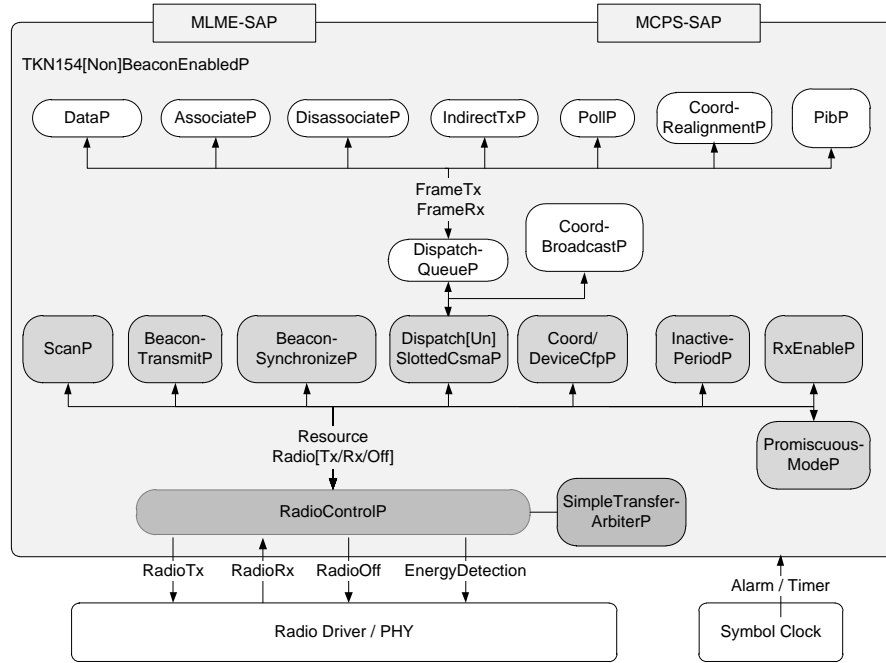 MLME-SAP
MCPS-SAP
TKN154[Non]BeaconEnabledP
DataP
AssociateP
DisassociateP
IndirectTxP
PollP
Coord-
RealignmentP
PibP
FrameTx
FrameRx
Dispatch-
QueueP
Coord-
BroadcastP
ScanP
Beacon-
TransmitP
Beacon-
SynchronizeP
Dispatch[Un]
SlottedCsmaP
Coord/
DeviceCfpP
Inactive-
PeriodP
RxEnableP
Resource
Radio[Tx/Rx/Off]
Promiscuous-
ModeP
RadioControlP
SimpleTransfer-
ArbiterP
RadioTx
RadioRx
RadioOff
EnergyDetection
Alarm / Timer
Radio Driver / PHY
Symbol Clock